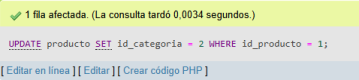 1 fila afectada. (La consulta tardó 0,0034 segundos.)
UPDATE producto SET id_categoria = 2 WHERE id_producto = 1;
[ Editar en línea ] [ Editar ] [ Crear código PHP ]